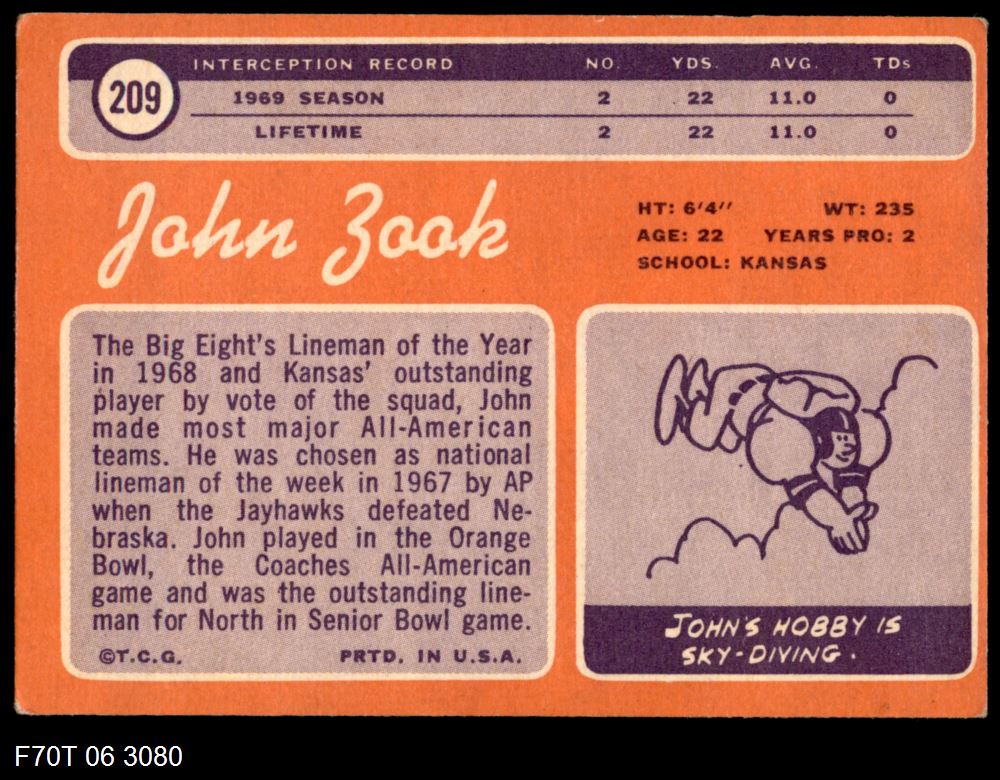 INTERCEPTION RECORD NO. YDS. AVG. TDs
209
1969 SEASON 2 22 11.0 0
LIFETIME 2 22 11.0 0
John Zook
HT: 6'4" WT: 235
AGE: 22 YEARS PRO: 2
SCHOOL: KANSAS
The Big Eight's Lineman of the Year
in 1968 and Kansas' outstanding
player by vote of the squad, John
made most major All-American
teams. He was chosen as national
lineman of the week in 1967 by AP
when the Jayhawks defeated Ne-
braska. John played in the Orange
Bowl, the Coaches All-American
game and was the outstanding line-
man for North in Senior Bowl game.
©T.C.G. PRTD. IN U.S.A.
JOHN'S HOBBY IS
SKY-DIVING.
F70T 06 3080